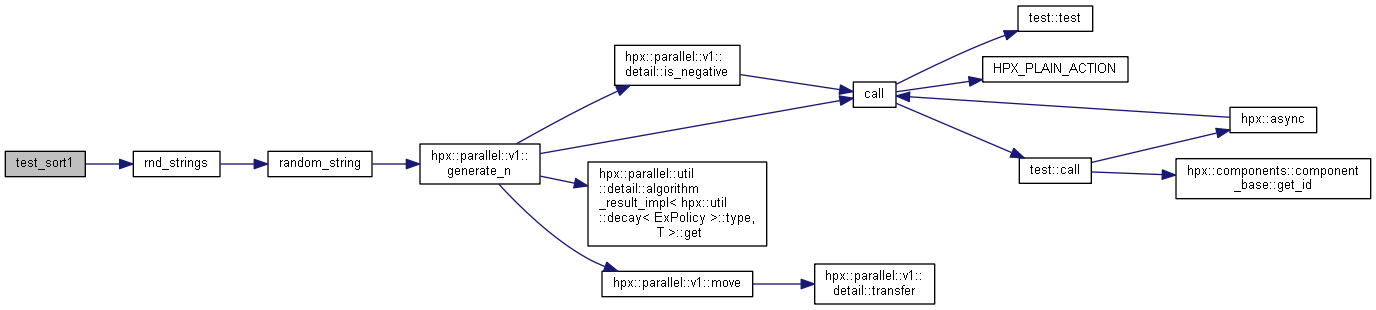 test_sort1
rnd_strings
random_string
hpx::parallel::v1::
generate_n
hpx::parallel::v1::
detail::is_negative
hpx::parallel::util
::detail::algorithm
_result_impl< hpx::util
::decay< ExPolicy >::type,
T >::get
hpx::parallel::v1::move
call
hpx::parallel::v1::
detail::transfer
test::test
HPX_PLAIN_ACTION
test::call
hpx::async
hpx::components::component
_base::get_id